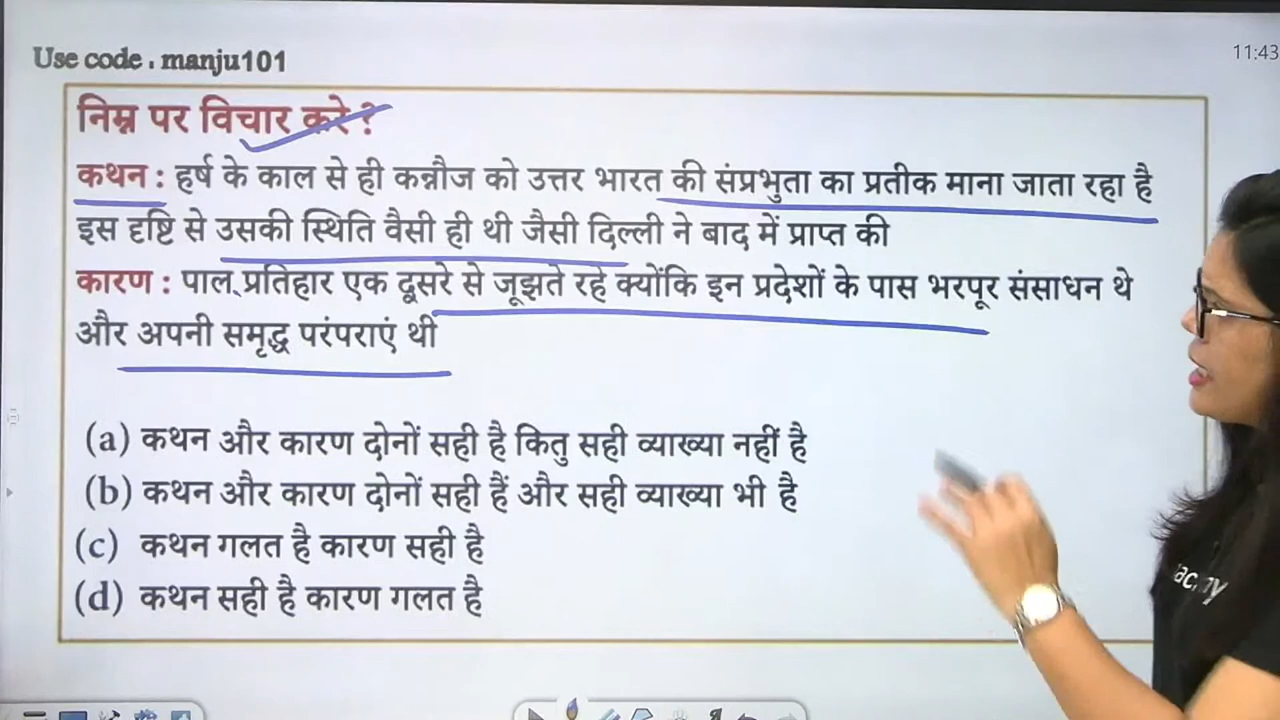 Use code . manju101
11:43
निम्न पर विचार करे ?
कथन : हर्ष के काल से ही कन्नौज को उत्तर भारत की संप्रभुता का प्रतीक माना जाता रहा है
इस दृष्टि से उसकी स्थिति वैसी ही थी जैसी दिल्ली ने बाद में प्राप्त की
कारण : पाल प्रतिहार एक दूसरे से जूझते रहे क्योंकि इन प्रदेशों के पास भरपूर संसाधन थे
और अपनी समृद्ध परंपराएं थी
(a) कथन और कारण दोनों सही है किंतु सही व्याख्या नहीं है
(b) कथन और कारण दोनों सही हैं और सही व्याख्या भी है
(c) कथन गलत है कारण सही है
(d) कथन सही है कारण गलत है